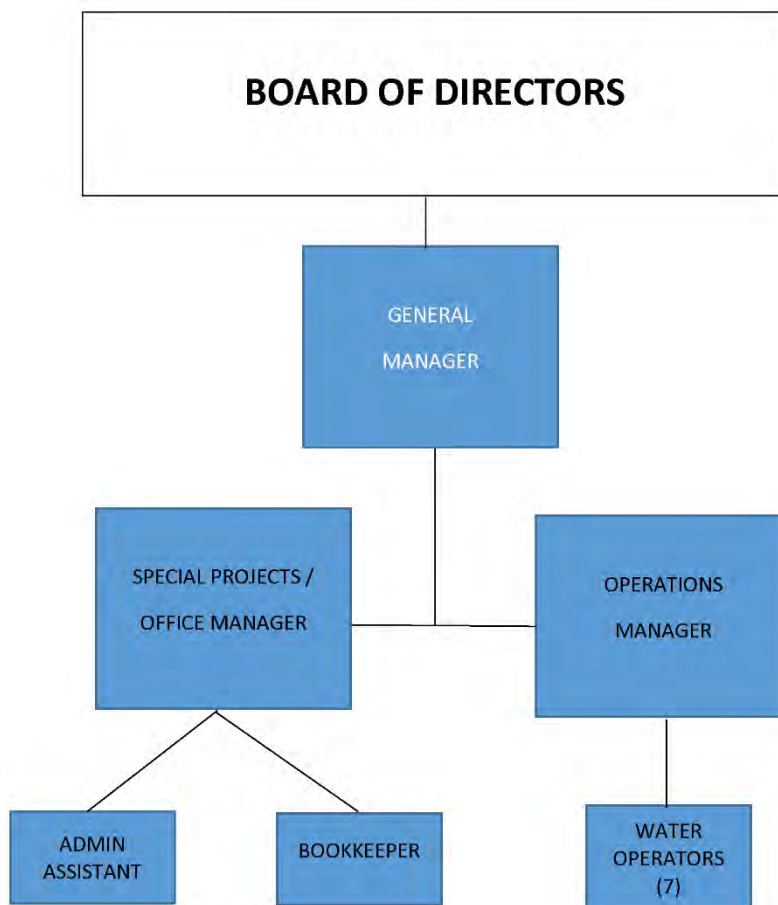 BOARD OF DIRECTORS
GENERAL
MANAGER
SPECIAL PROJECTS /
OFFICE MANAGER
OPERATIONS
MANAGER
ADMIN
ASSISTANT
BOOKKEEPER
WATER
OPERATORS
(7)